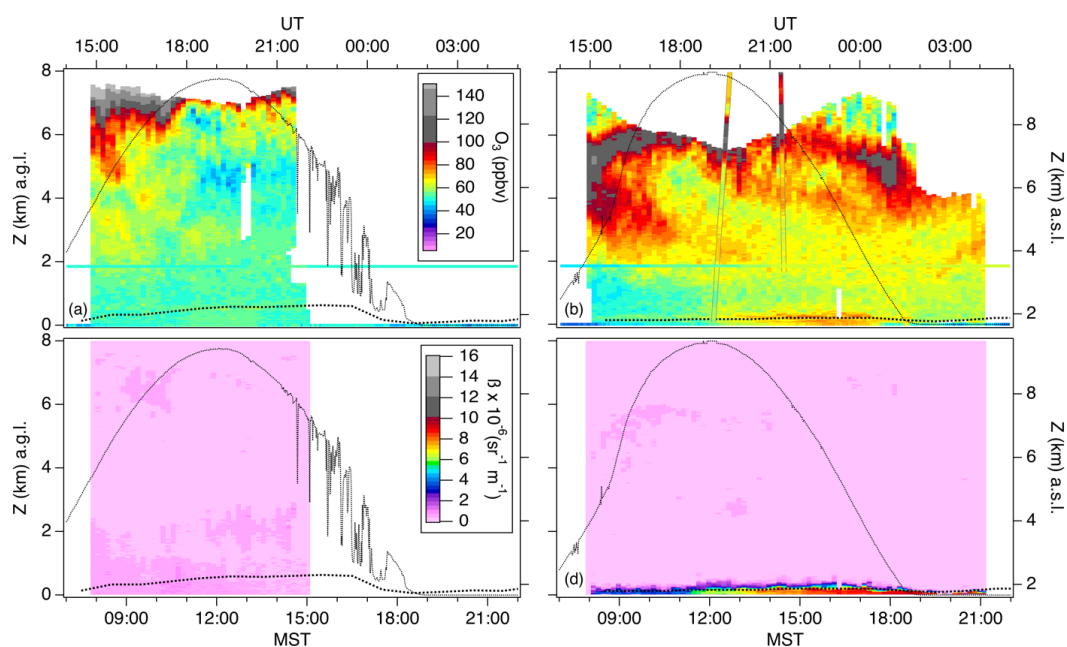 UT
UT
15:00 18:00 21:00 00:00 03:00
15:00 18:00 21:00 00:00 03:00
8
6
4
2
0
Z (km) a.g.l.
(a)
140
120
100
80
60
40
20
O3 (ppbv)
(b)
8
6
4
2
Z (km) a.s.l.
8
6
4
2
0
Z (km) a.g.l.
16
14
12
10
8
6
4
2
0
β x 10-6(sr-1 m-1)
(d)
8
6
4
2
Z (km) a.s.l.
09:00 12:00 15:00 18:00 21:00
09:00 12:00 15:00 18:00 21:00
MST
MST